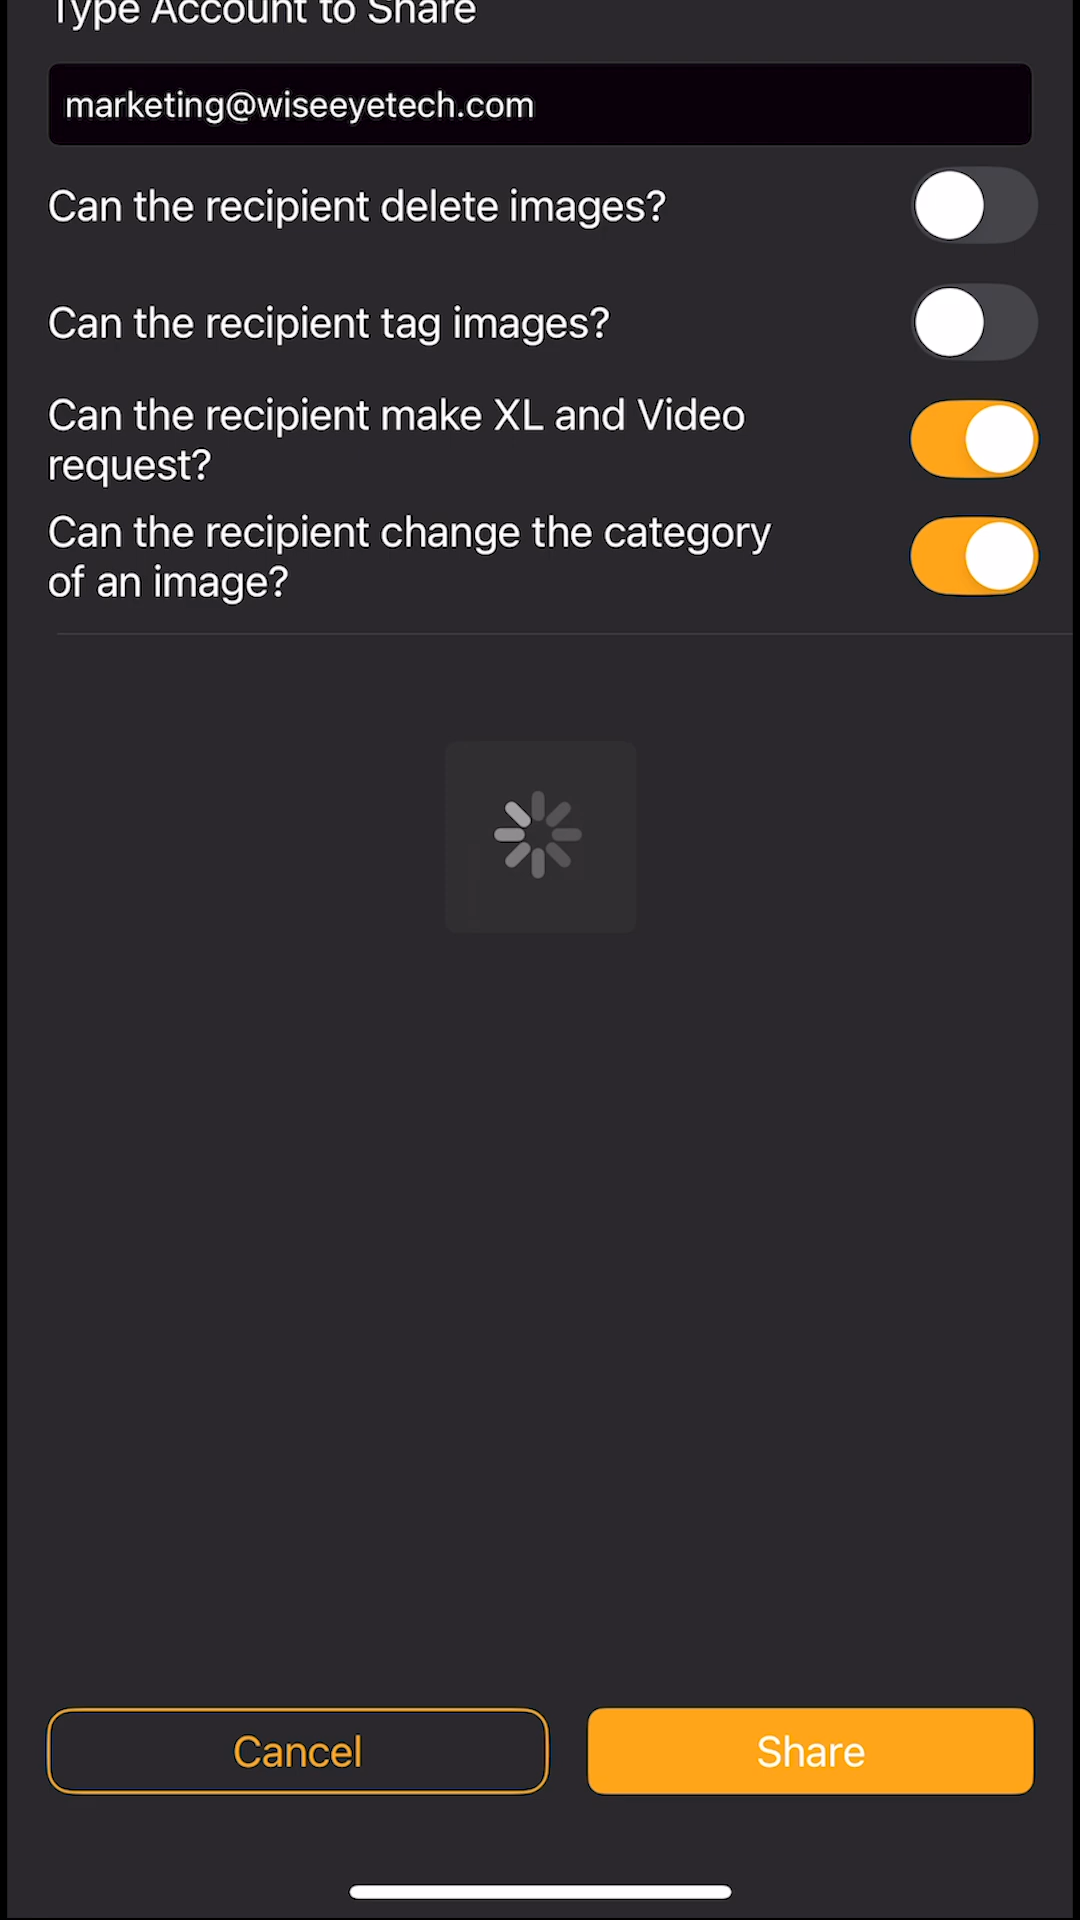 Type Account to Share
marketing@wiseeyetech.com
Can the recipient delete images?
Can the recipient tag images?
Can the recipient make XL and Video
request?
Can the recipient change the category
of an image?
Cancel
Share